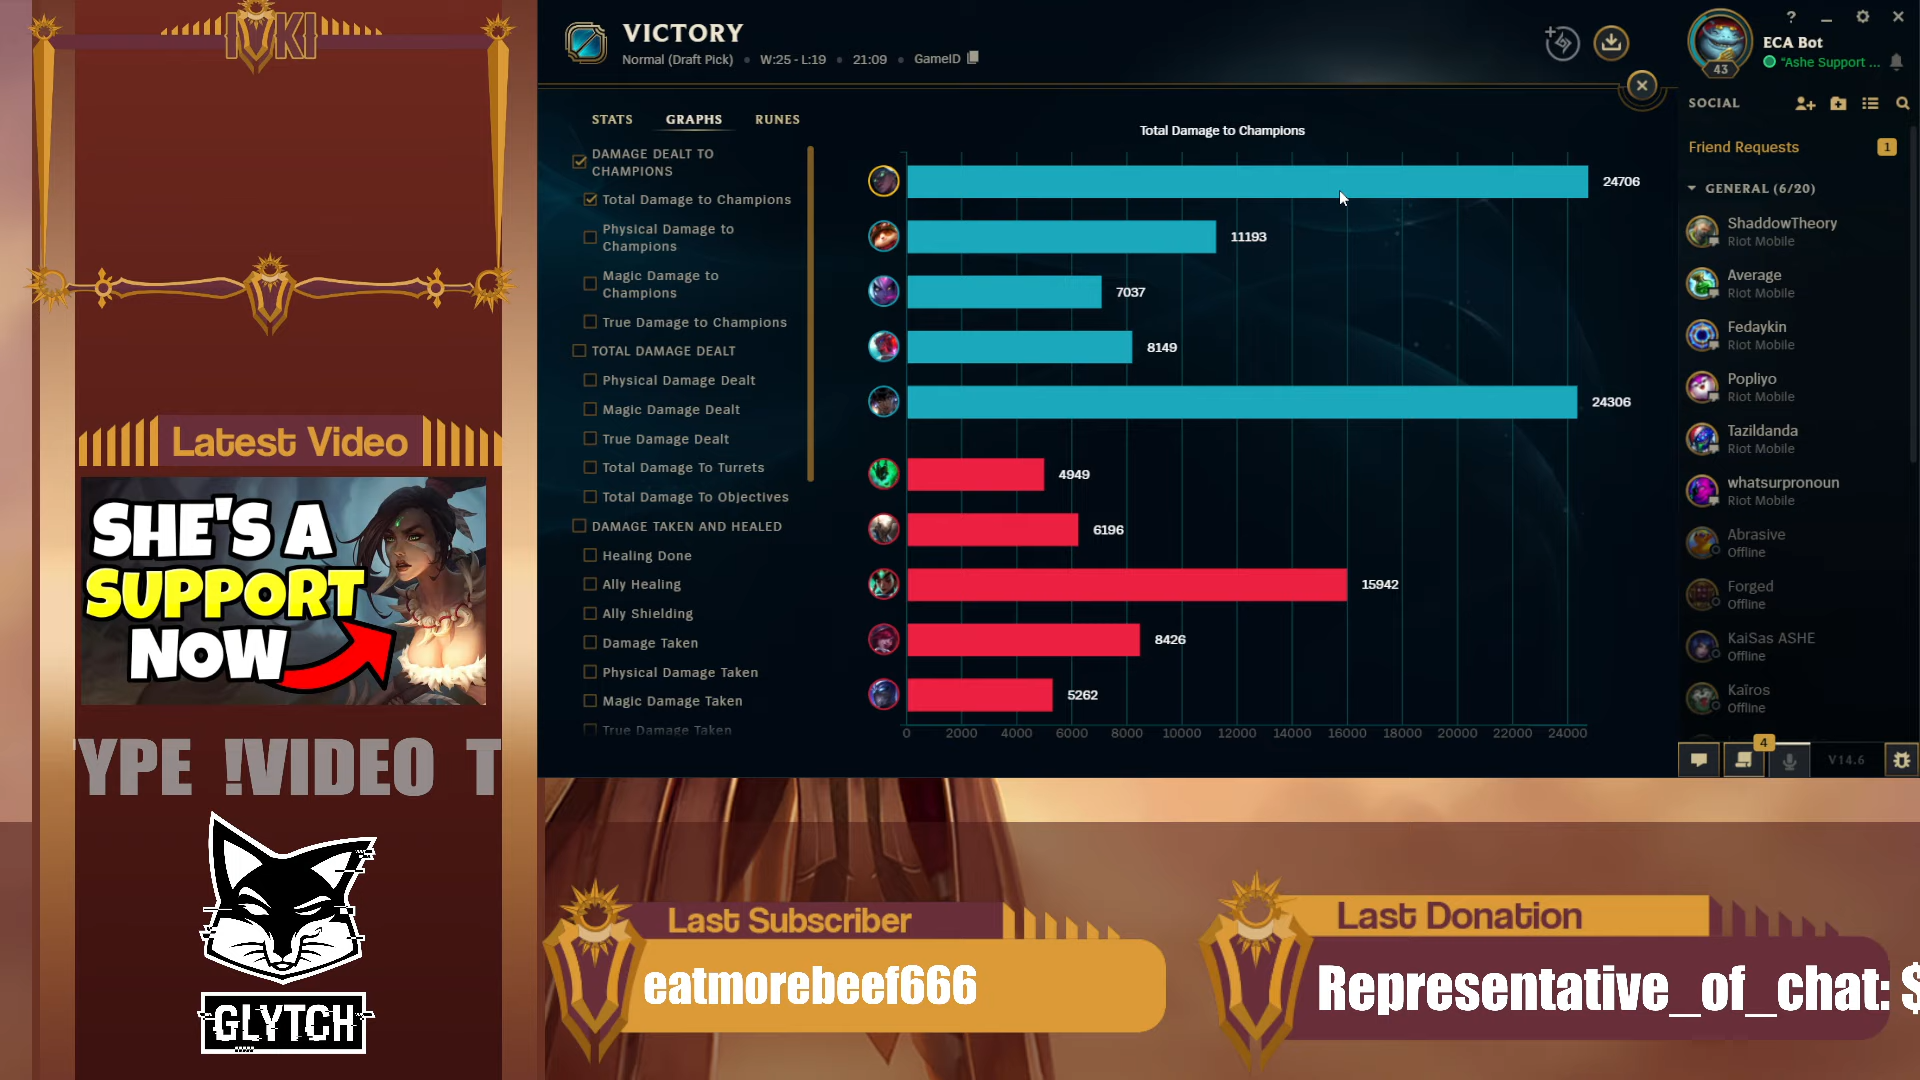 IVKI
Latest Video
SHE'S A
SUPPORT
NOW
YPE !VIDEO T
GLYTCH
VICTORY
Normal (Draft Pick) • W:25 - L:19 • 21:09 • GameID
STATS GRAPHS RUNES
DAMAGE DEALT TO
CHAMPIONS
Total Damage to Champions
Physical Damage to
Champions
Magic Damage to
Champions
True Damage to Champions
TOTAL DAMAGE DEALT
Physical Damage Dealt
Magic Damage Dealt
True Damage Dealt
Total Damage To Turrets
Total Damage To Objectives
DAMAGE TAKEN AND HEALED
Healing Done
Ally Healing
Ally Shielding
Damage Taken
Physical Damage Taken
Magic Damage Taken
True Damage Taken
Total Damage to Champions
24706
11193
7037
8149
24306
4949
6196
15942
8426
5262
0 2000 4000 6000 8000 10000 12000 14000 16000 18000 20000 22000 24000
?
43
ECA Bot
"Ashe Support ...
SOCIAL
Friend Requests 1
GENERAL (6/20)
ShaddowTheory
Riot Mobile
Average
Riot Mobile
Fedaykin
Riot Mobile
Popliyo
Riot Mobile
Tazildanda
Riot Mobile
whatsurpronoun
Riot Mobile
Abrasive
Offline
Forged
Offline
KaiSas ASHE
Offline
Kaïros
Offline
4
V14.6
Last Subscriber
eatmorebeef666
Last Donation
Representative_of_chat: $